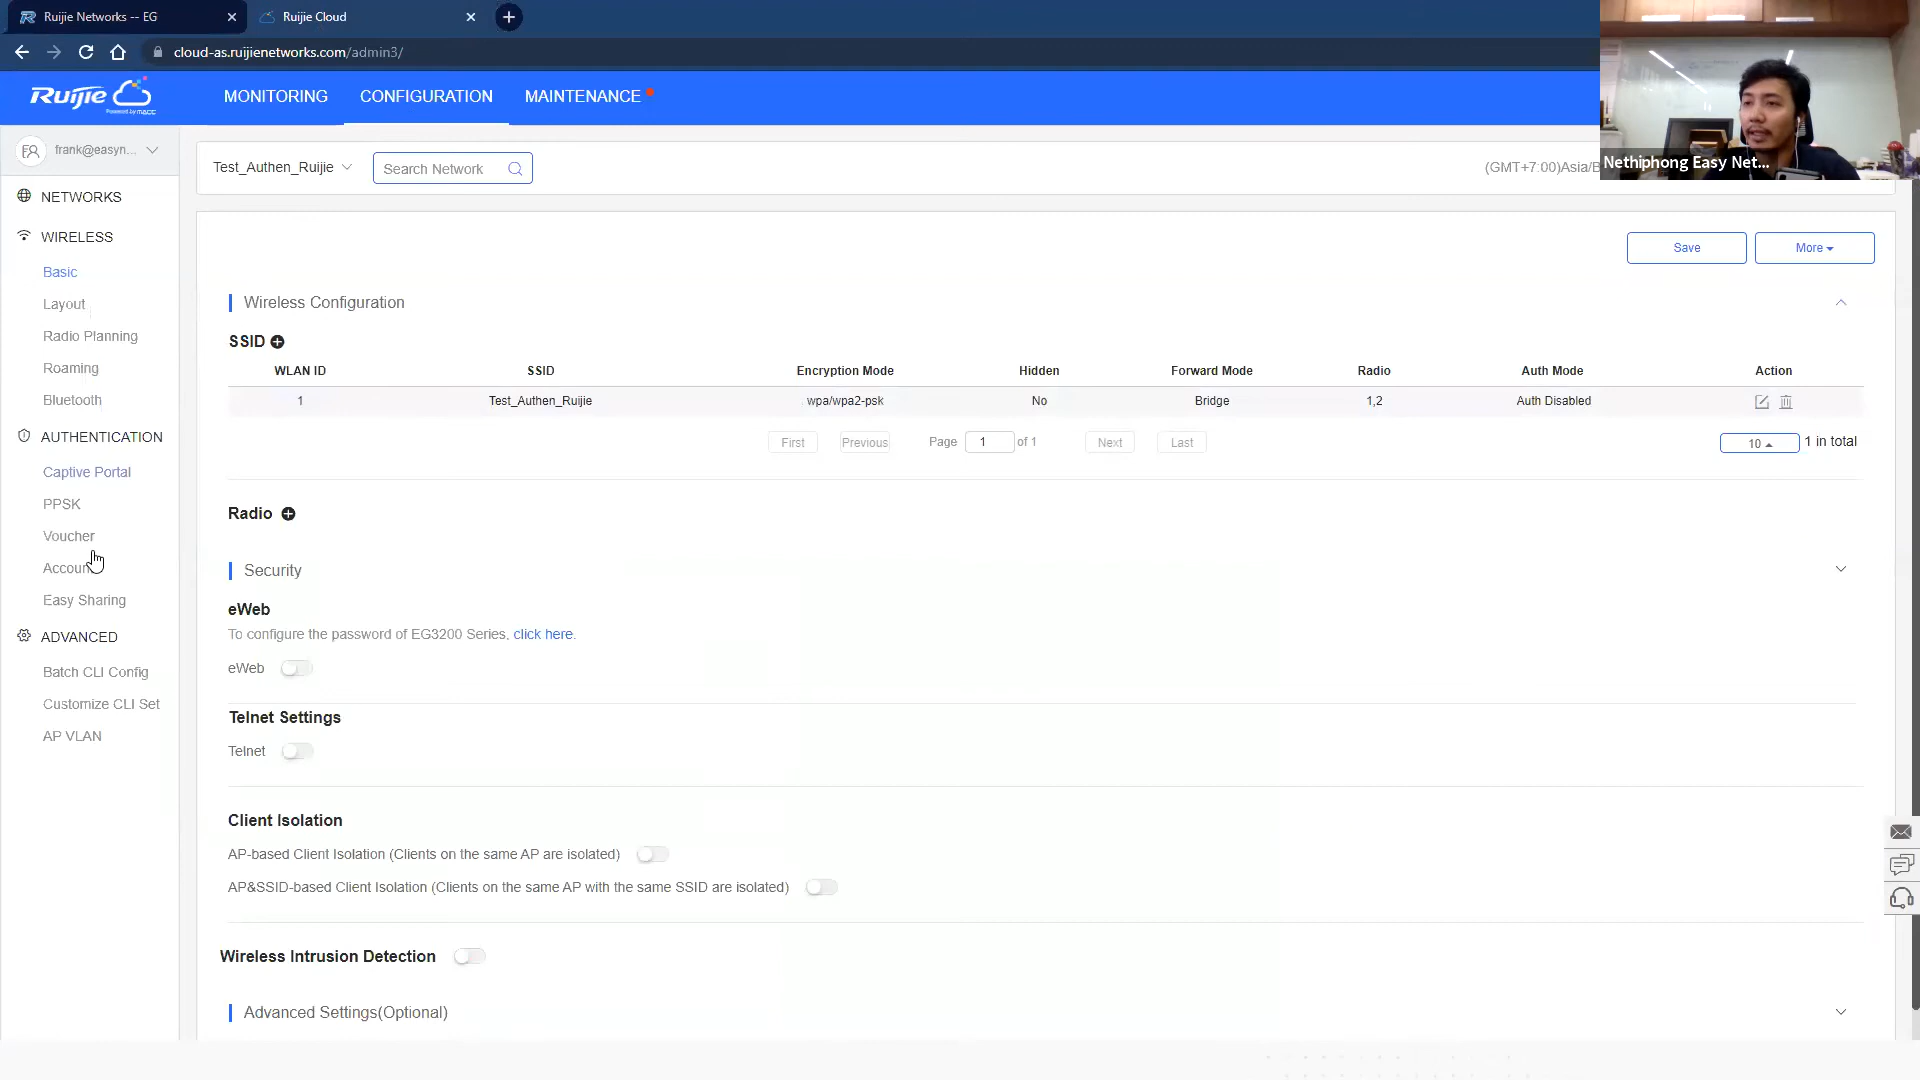 Ruijie Networks -- EG
Ruijie Cloud
cloud-as.ruijienetworks.com/admin3/
Ruijie
Powered by macc
MONITORING
CONFIGURATION
MAINTENANCE
Nethiphong Easy Net...
frank@easyn...
Test_Authen_Ruijie
Search Network
(GMT+7:00)Asia/B
NETWORKS
WIRELESS
Basic
Layout
Radio Planning
Roaming
Bluetooth
AUTHENTICATION
Captive Portal
PPSK
Voucher
Accoun
Easy Sharing
ADVANCED
Batch CLI Config
Customize CLI Set
AP VLAN
Save
More
Wireless Configuration
SSID
WLAN ID SSID Encryption Mode Hidden Forward Mode Radio Auth Mode Action
1 Test_Authen_Ruijie wpa/wpa2-psk No Bridge 1,2 Auth Disabled
First Previous Page 1 of 1 Next Last 10 1 in total
Radio
Security
eWeb
To configure the password of EG3200 Series, click here.
eWeb
Telnet Settings
Telnet
Client Isolation
AP-based Client Isolation (Clients on the same AP are isolated)
AP&SSID-based Client Isolation (Clients on the same AP with the same SSID are isolated)
Wireless Intrusion Detection
Advanced Settings(Optional)